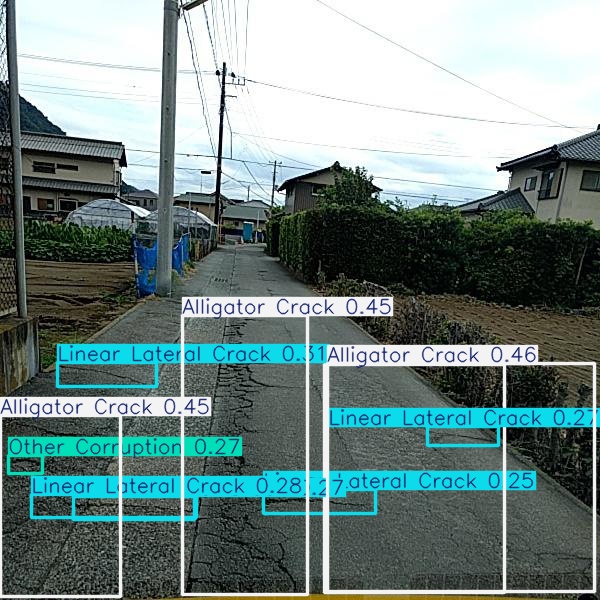 Alligator Crack 0.45
Linear Lateral Crack 0.31
Alligator Crack 0.46
Alligator Crack 0.45
Linear Lateral Crack 0.27
Other Corruption 0.27
Linear Lateral Crack 0.28
Lateral Crack 0.25